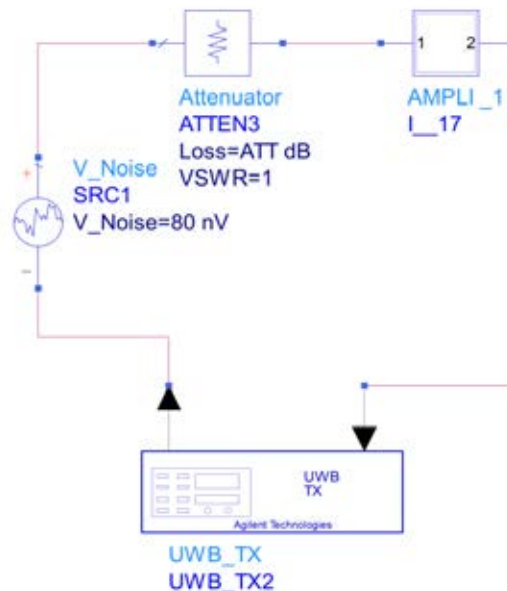 Attenuator
ATTEN3
Loss=ATT dB
VSWR=1
1 2
AMPLI _1
I__17
+
V_Noise
SRC1
V_Noise=80 nV
–
UWB
TX
Agilent Technologies
UWB_TX
UWB_TX2